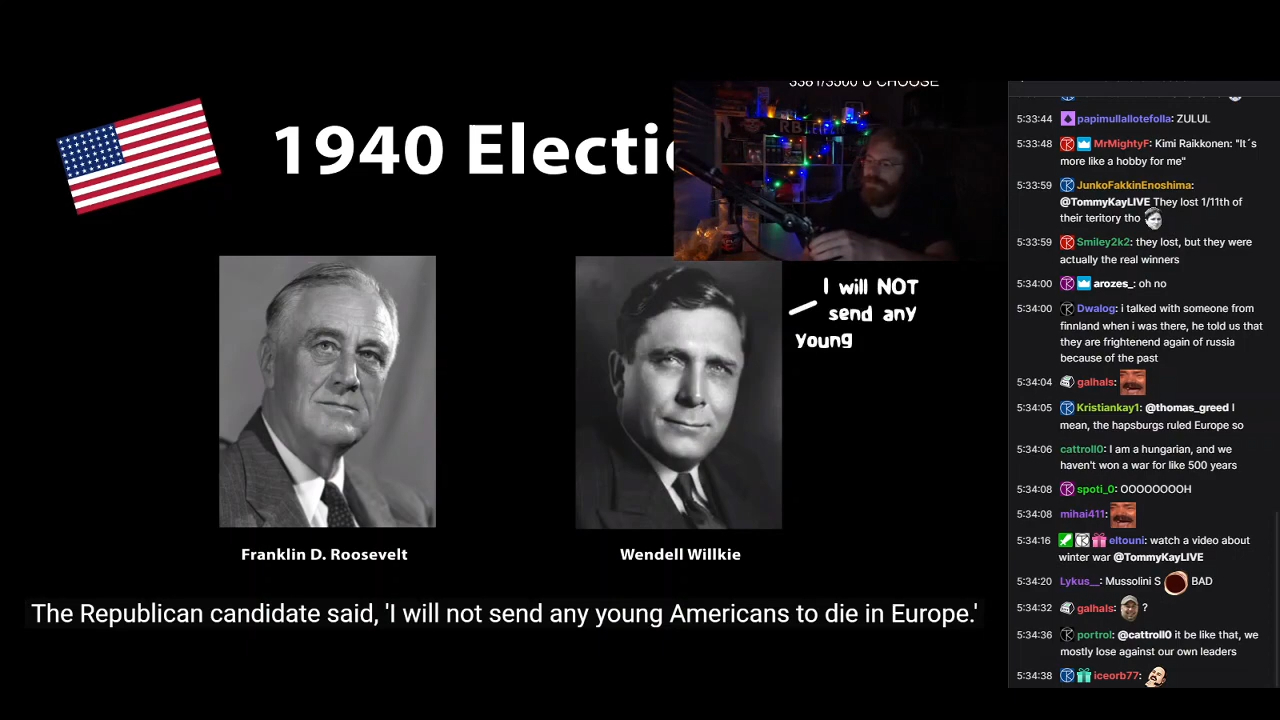 3381/3500 U CHOOSE
1940 Electi
RB
I will NOT
send any
young
Franklin D. Roosevelt
Wendell Willkie
The Republican candidate said, 'I will not send any young Americans to die in Europe.'
5:33:44 papimullallotefolla: ZULUL
5:33:48 MrMightyF: Kimi Raikkonen: "It´s
more like a hobby for me"
5:33:59 JunkoFakkinEnoshima:
@TommyKayLIVE They lost 1/11th of
their teritory tho
5:33:59 Smiley2k2: they lost, but they were
actually the real winners
5:34:00 arozes_: oh no
5:34:00 Dwalog: i talked with someone from
finnland when i was there, he told us that
they are frightenend again of russia
because of the past
5:34:04 galhals:
5:34:05 Kristiankay1: @thomas_greed I
mean, the hapsburgs ruled Europe so
5:34:06 cattroll0: I am a hungarian, and we
haven't won a war for like 500 years
5:34:08 spoti_0: OOOOOOOOH
5:34:08 mihai411:
5:34:16 eltouni: watch a video about
winter war @TommyKayLIVE
5:34:20 Lykus__: Mussolini S BAD
5:34:32 galhals: ?
5:34:36 portrol: @cattroll0 it be like that, we
mostly lose against our own leaders
5:34:38 iceorb77: